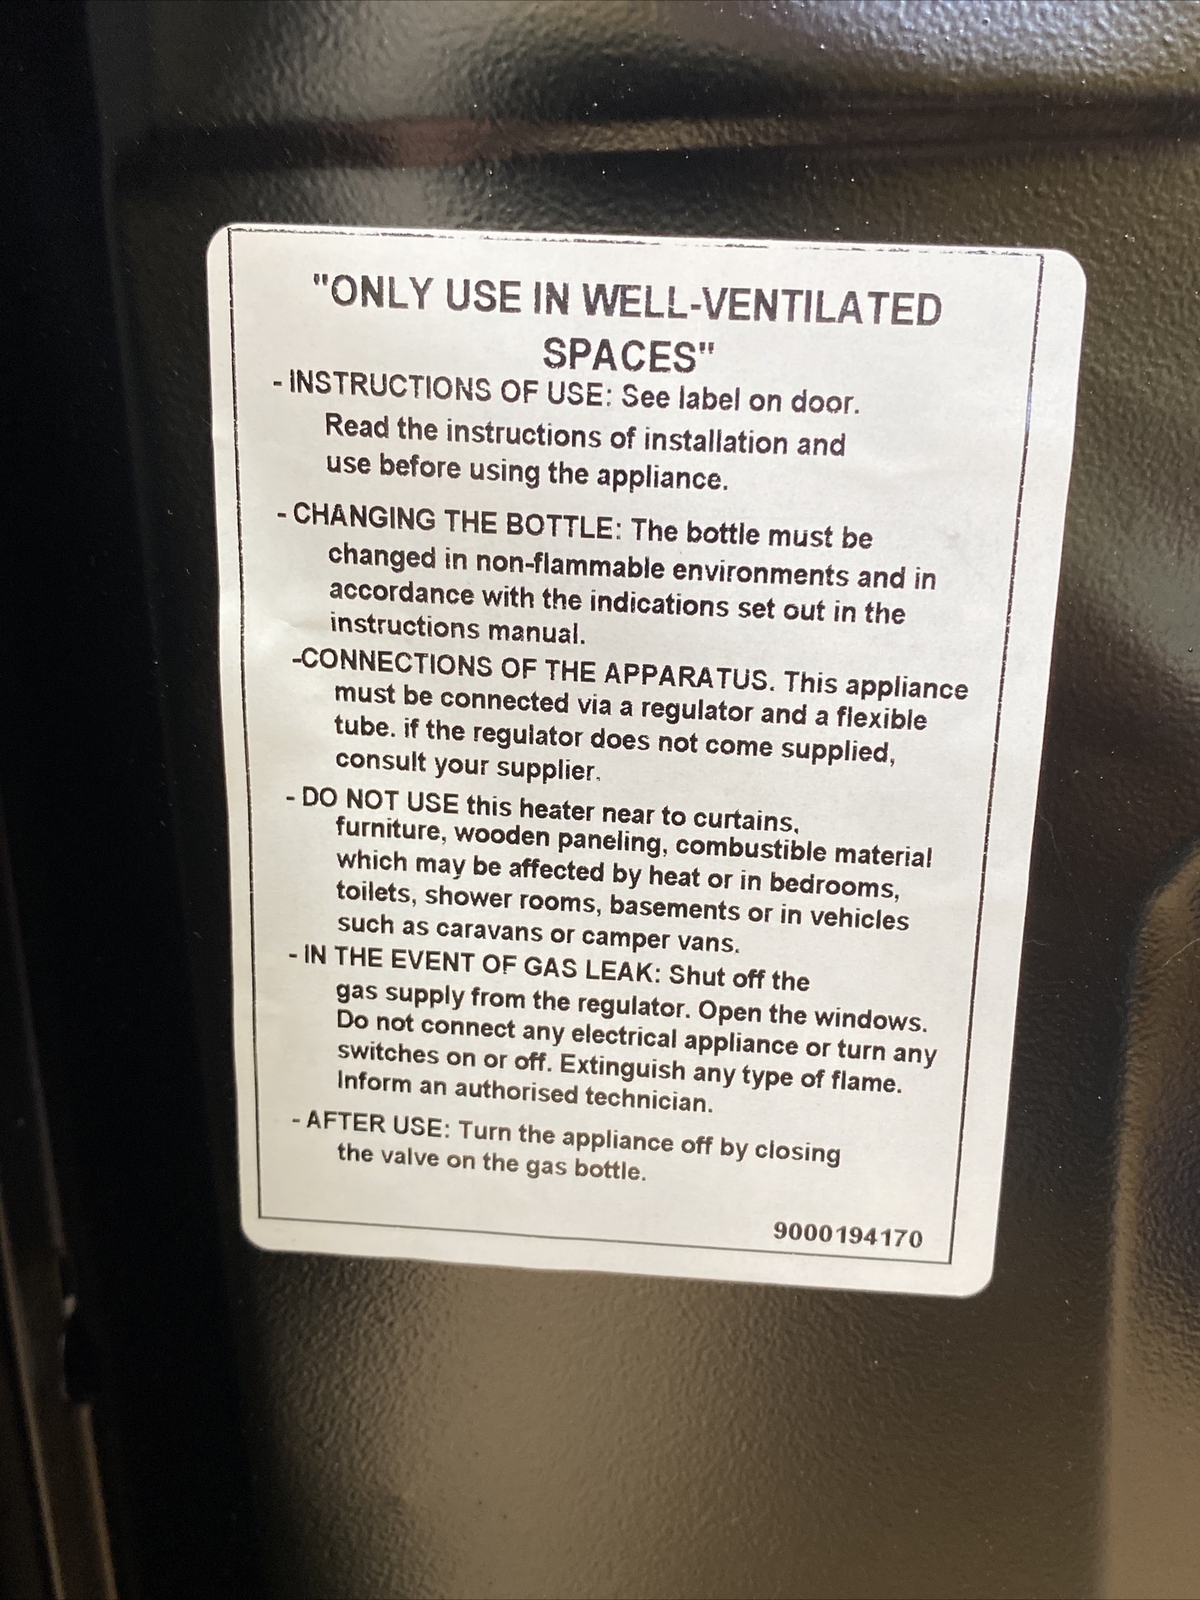 "ONLY USE IN WELL-VENTILATED
SPACES"
- INSTRUCTIONS OF USE: See label on door.
Read the instructions of installation and
use before using the appliance.
- CHANGING THE BOTTLE: The bottle must be
changed in non-flammable environments and in
accordance with the indications set out in the
instructions manual.
-CONNECTIONS OF THE APPARATUS. This appliance
must be connected via a regulator and a flexible
tube. if the regulator does not come supplied,
consult your supplier.
- DO NOT USE this heater near to curtains,
furniture, wooden paneling, combustible material
which may be affected by heat or in bedrooms,
toilets, shower rooms, basements or in vehicles
such as caravans or camper vans.
- IN THE EVENT OF GAS LEAK: Shut off the
gas supply from the regulator. Open the windows.
Do not connect any electrical appliance or turn any
switches on or off. Extinguish any type of flame.
Inform an authorised technician.
- AFTER USE: Turn the appliance off by closing
the valve on the gas bottle.
9000194170